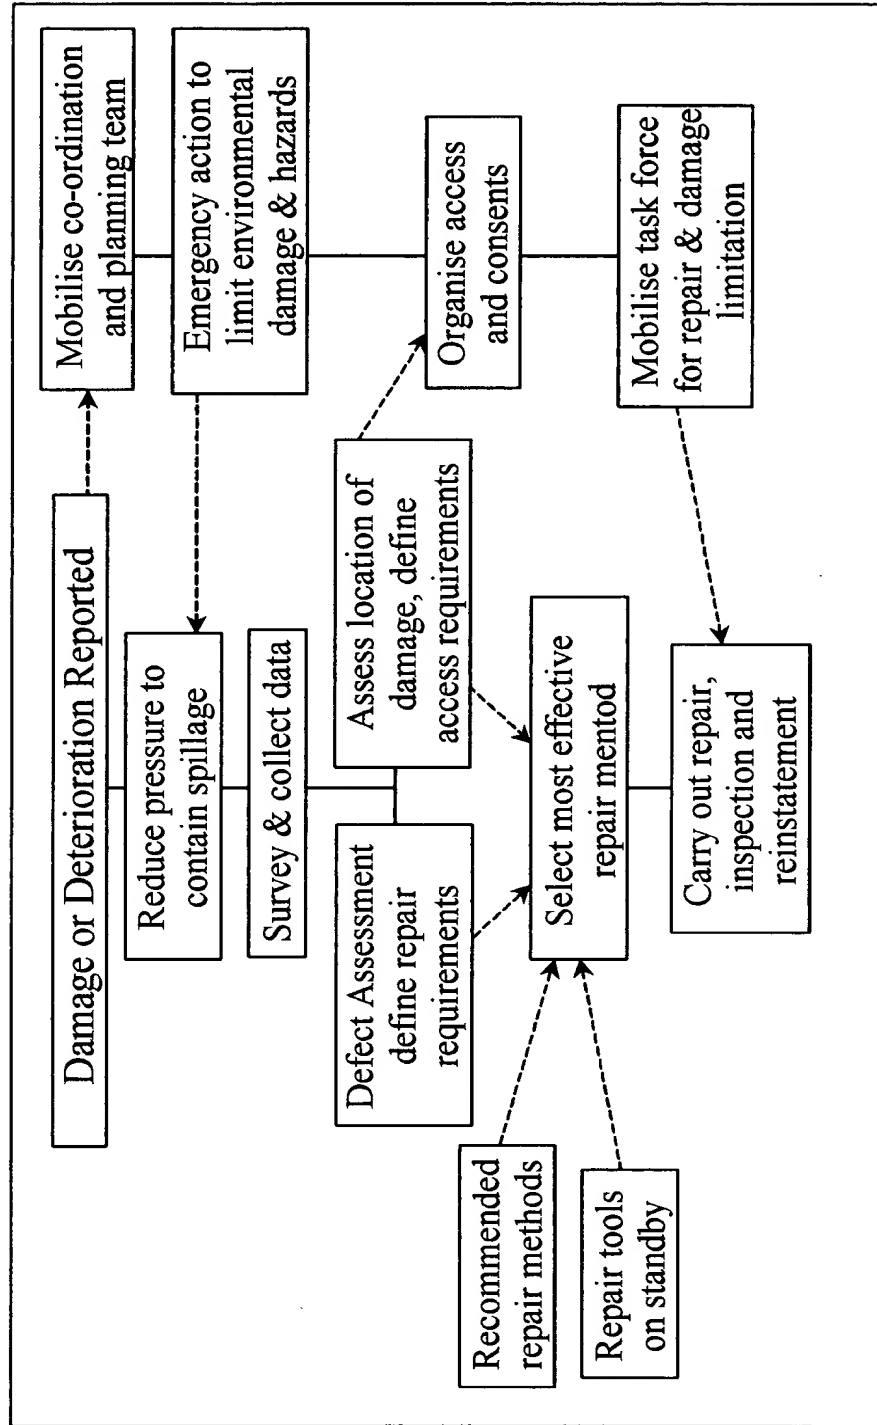 Damage or Deterioration Reported
Mobilise co-ordination
and planning team
Reduce pressure to
contain spillage
Emergency action to
limit environmental
damage & hazards
Survey & collect data
Defect Assessment
define repair
requirements
Assess location of
damage, define
access requirements
Organise access
and consents
Recommended
repair methods
Repair tools
on standby
Select most effective
repair mentod
Mobilise task force
for repair & damage
limitation
Carry out repair,
inspection and
reinstatement